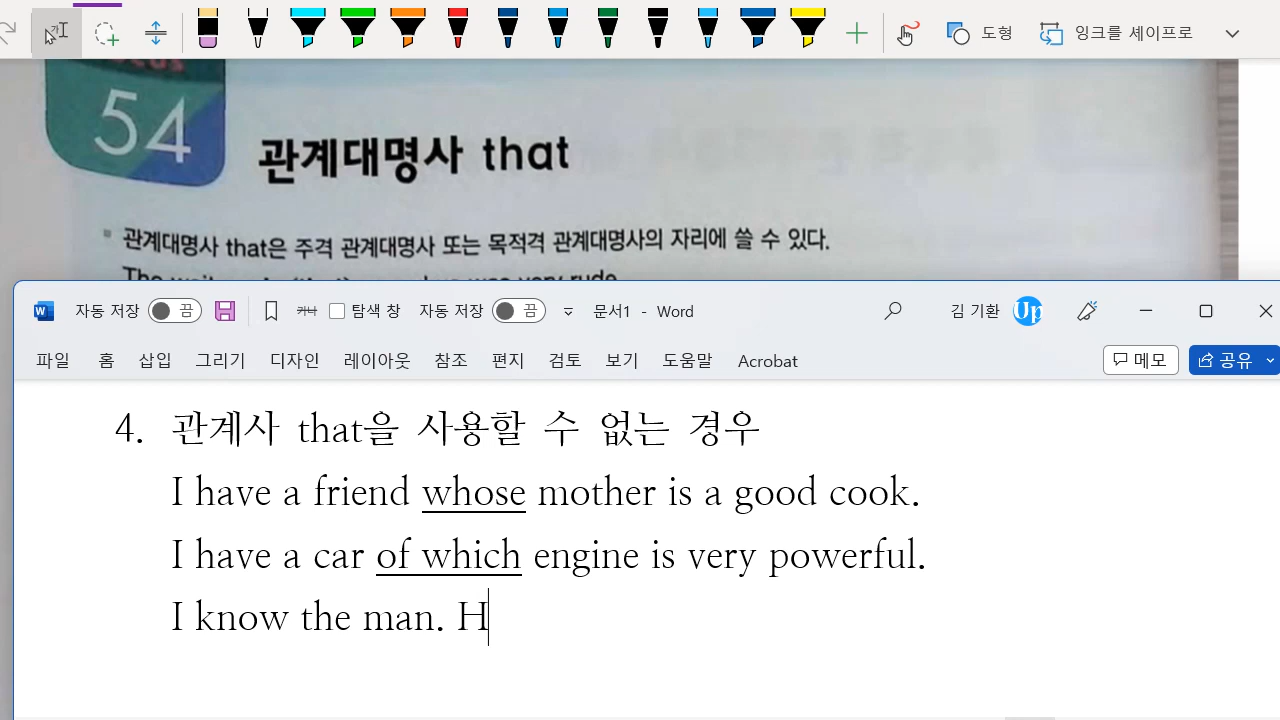 도형
잉크를 셰이프로
54
관계대명사 that
관계대명사 that은 주격 관계대명사 또는 목적격 관계대명사의 자리에 쓸 수 있다.
자동 저장 끔
탐색 창
자동 저장 끔
문서1 - Word
김 기환
Up
파일 홈 삽입 그리기 디자인 레이아웃 참조 편지 검토 보기 도움말 Acrobat
메모
공유
4. 관계사 that을 사용할 수 없는 경우
I have a friend whose mother is a good cook.
I have a car of which engine is very powerful.
I know the man. H